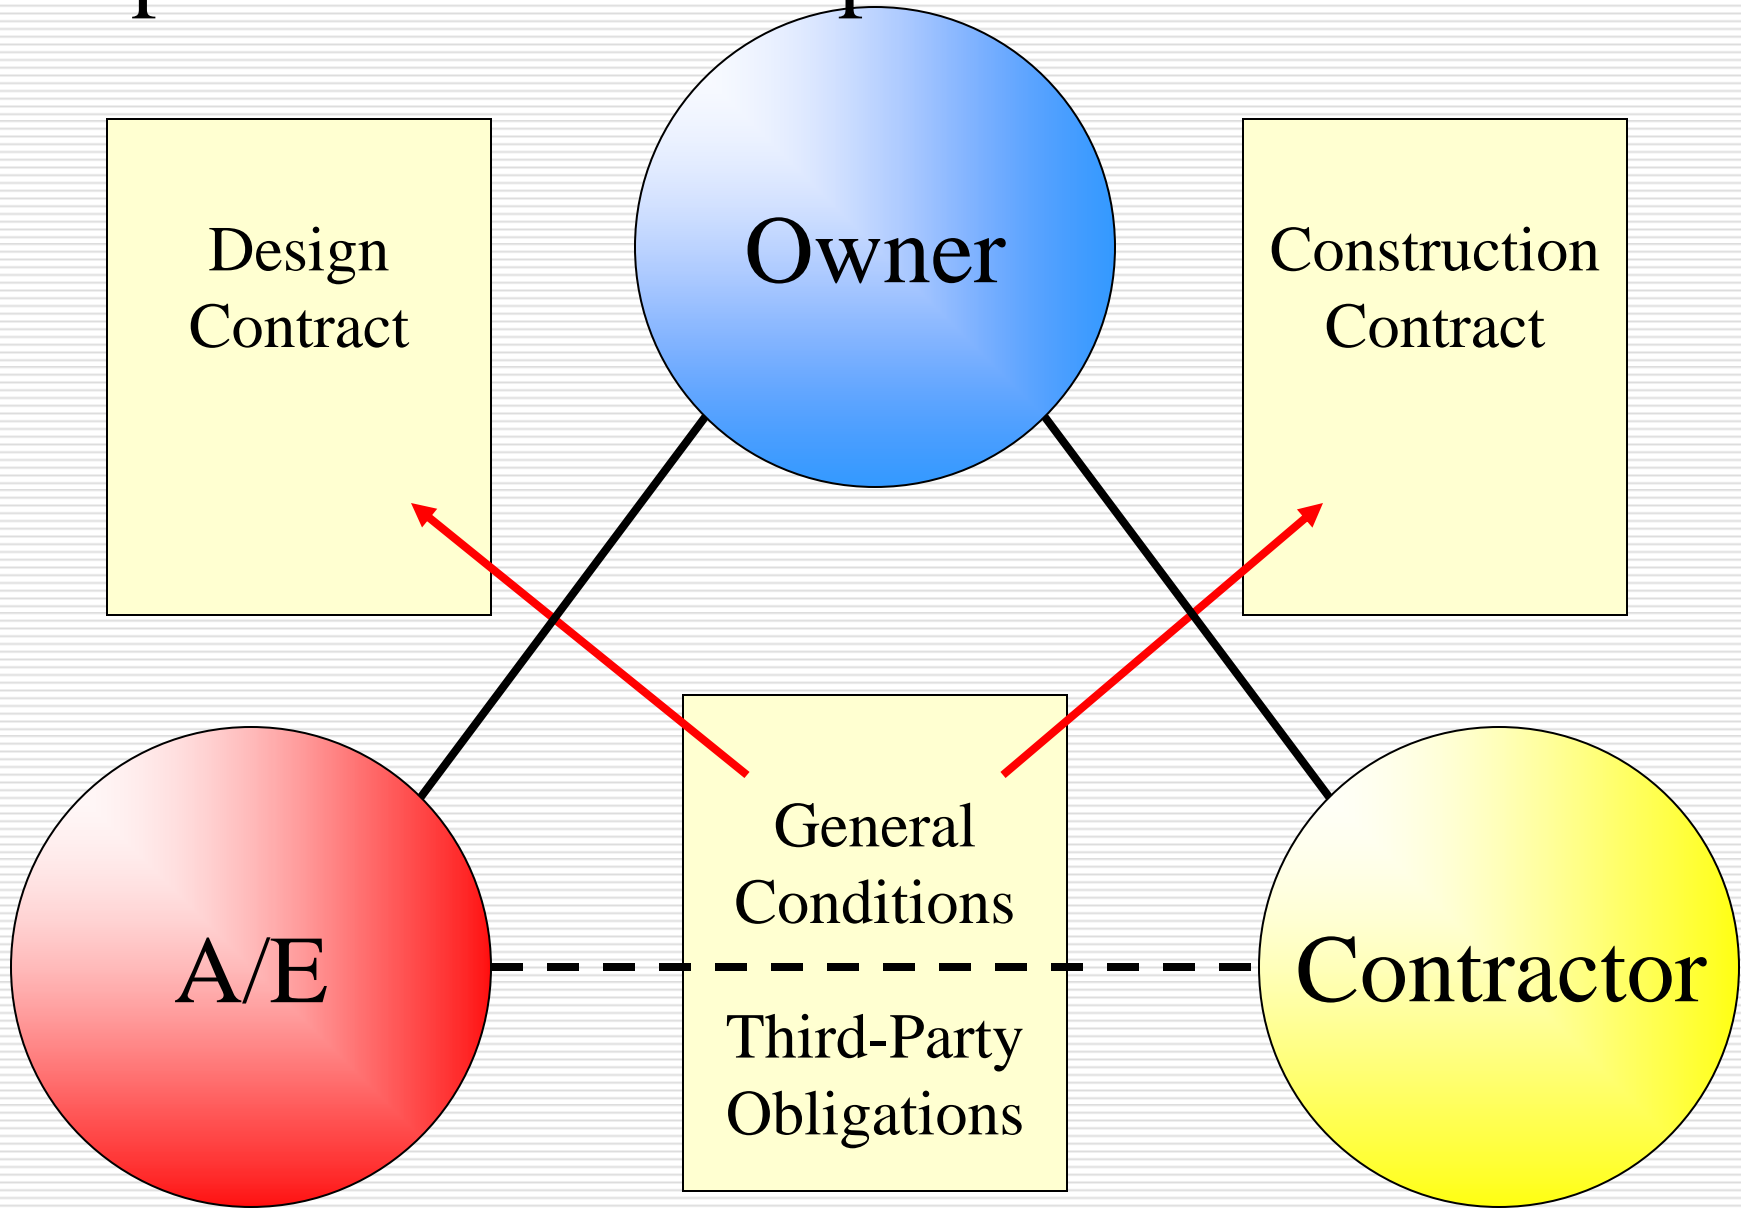 Owner
Design
Contract
Construction
Contract
General
Conditions
A/E
Contractor
Third-Party
Obligations